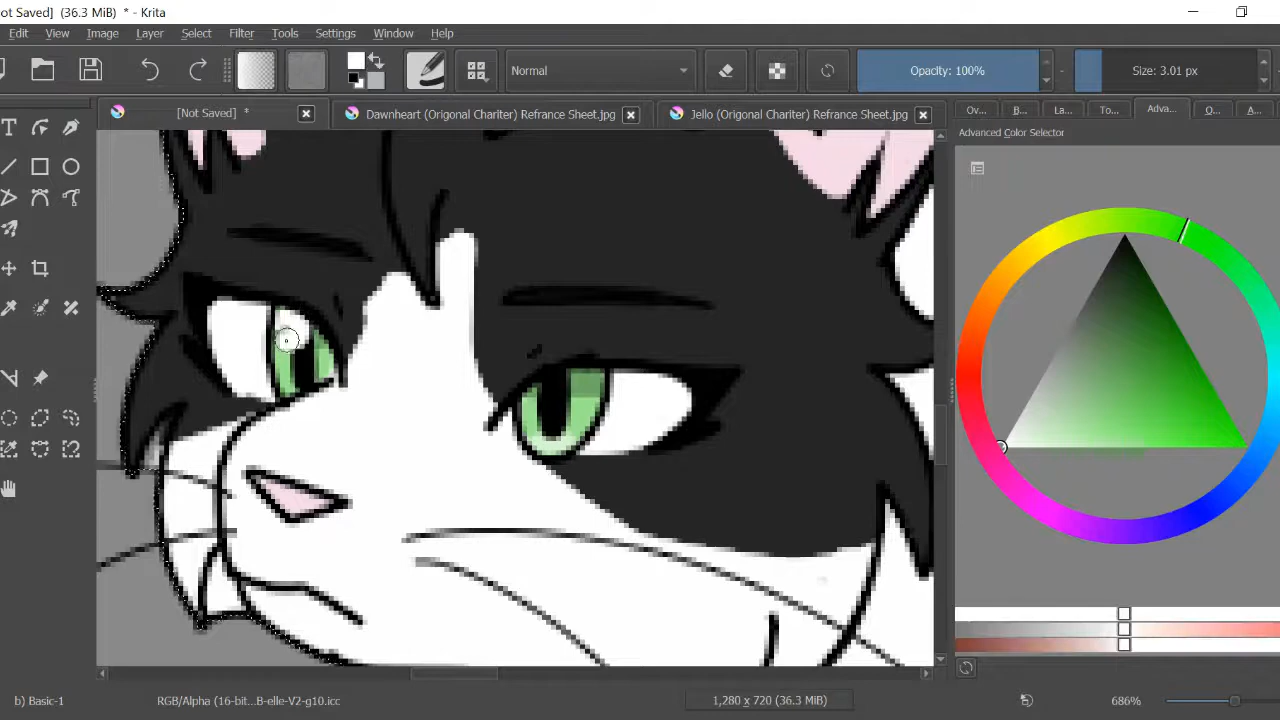 ot Saved]  (36.3 MiB)  * - Krita
Edit View Image Layer Select Filter Tools Settings Window Help
Normal
Opacity: 100%
Size: 3.01 px
[Not Saved]  *
Dawnheart (Origonal Chariter) Refrance Sheet.jpg
Jello (Origonal Chariter) Refrance Sheet.jpg
Ov... B... La... To... Adva... Q... A...
Advanced Color Selector
b) Basic-1
RGB/Alpha (16-bit...B-elle-V2-g10.icc
1,280 x 720 (36.3 MiB)
686%